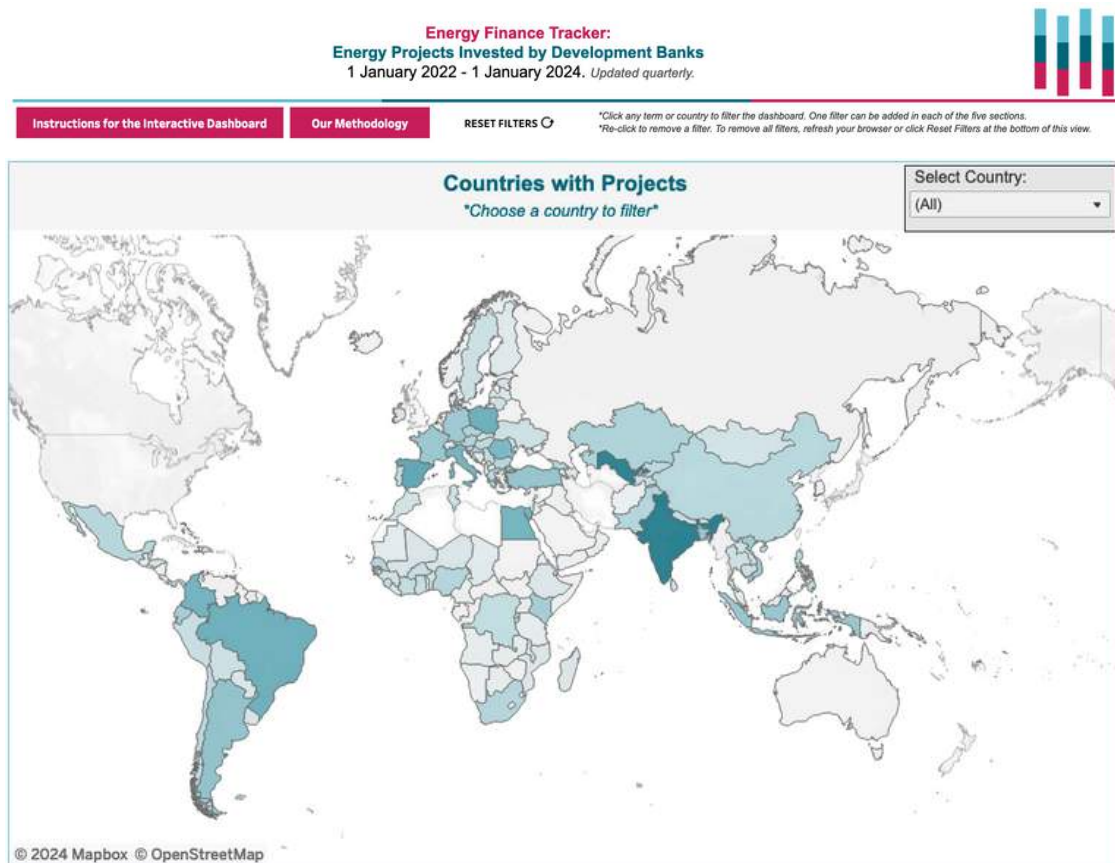 Energy Finance Tracker:
Energy Projects Invested by Development Banks
1 January 2022 - 1 January 2024. Updated quarterly.
Instructions for the Interactive Dashboard
Our Methodology
RESET FILTERS
*Click any term or country to filter the dashboard. One filter can be added in each of the five sections.
*Re-click to remove a filter. To remove all filters, refresh your browser or click Reset Filters at the bottom of this view.
Countries with Projects
*Choose a country to filter*
Select Country:
(All)
© 2024 Mapbox © OpenStreetMap